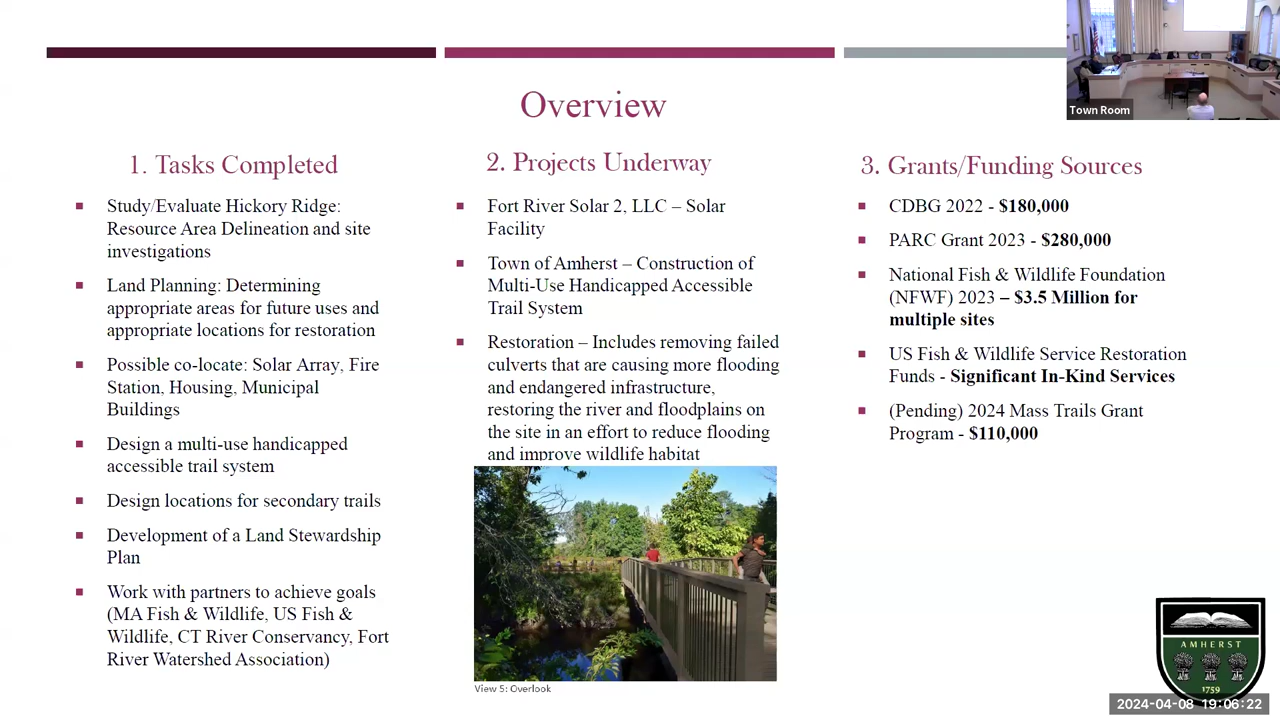 Town Room
Overview
1. Tasks Completed
Study/Evaluate Hickory Ridge:
Resource Area Delineation and site
investigations
Land Planning: Determining
appropriate areas for future uses and
appropriate locations for restoration
Possible co-locate: Solar Array, Fire
Station, Housing, Municipal
Buildings
Design a multi-use handicapped
accessible trail system
Design locations for secondary trails
Development of a Land Stewardship
Plan
Work with partners to achieve goals
(MA Fish & Wildlife, US Fish &
Wildlife, CT River Conservancy, Fort
River Watershed Association)
2. Projects Underway
Fort River Solar 2, LLC – Solar
Facility
Town of Amherst – Construction of
Multi-Use Handicapped Accessible
Trail System
Restoration – Includes removing failed
culverts that are causing more flooding
and endangered infrastructure,
restoring the river and floodplains on
the site in an effort to reduce flooding
and improve wildlife habitat
View 5: Overlook
3. Grants/Funding Sources
CDBG 2022 - $180,000
PARC Grant 2023 - $280,000
National Fish & Wildlife Foundation
(NFWF) 2023 – $3.5 Million for
multiple sites
US Fish & Wildlife Service Restoration
Funds - Significant In-Kind Services
(Pending) 2024 Mass Trails Grant
Program - $110,000
AMHERST
1759
2024-04-08 19:06:22